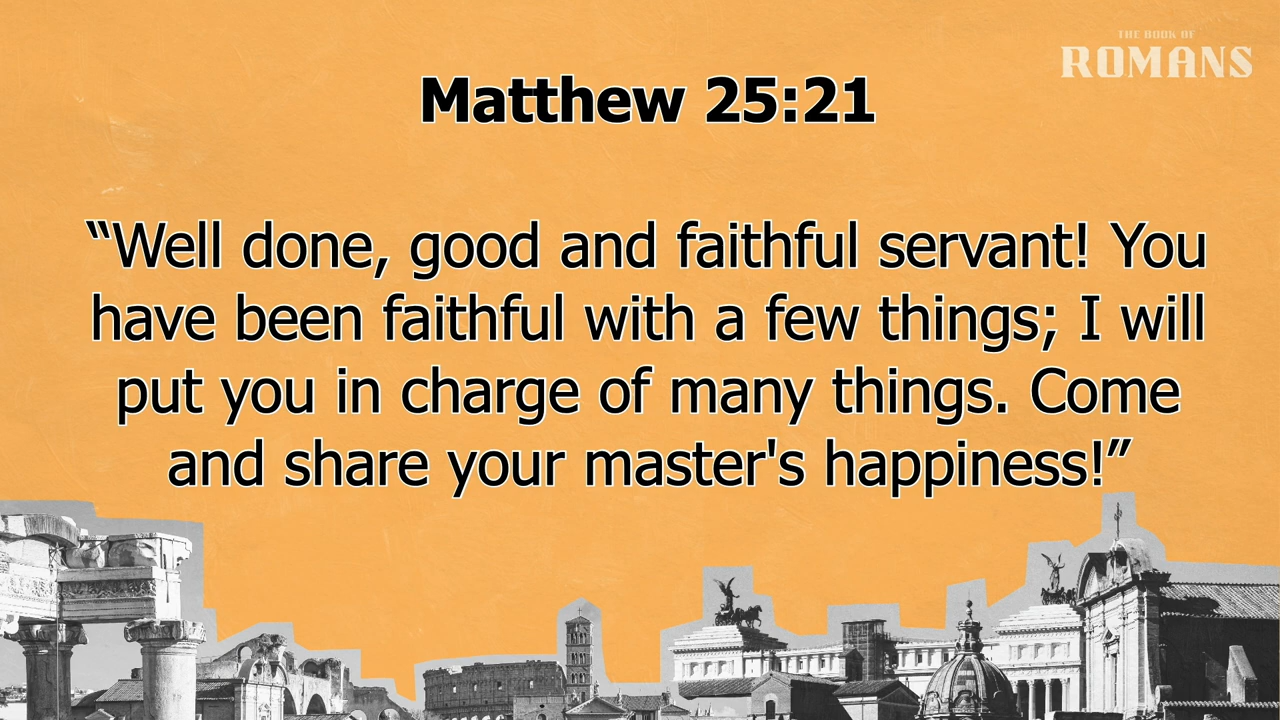 THE BOOK OF
ROMANS
Matthew 25:21
“Well done, good and faithful servant! You
have been faithful with a few things; I will
put you in charge of many things. Come
and share your master's happiness!”